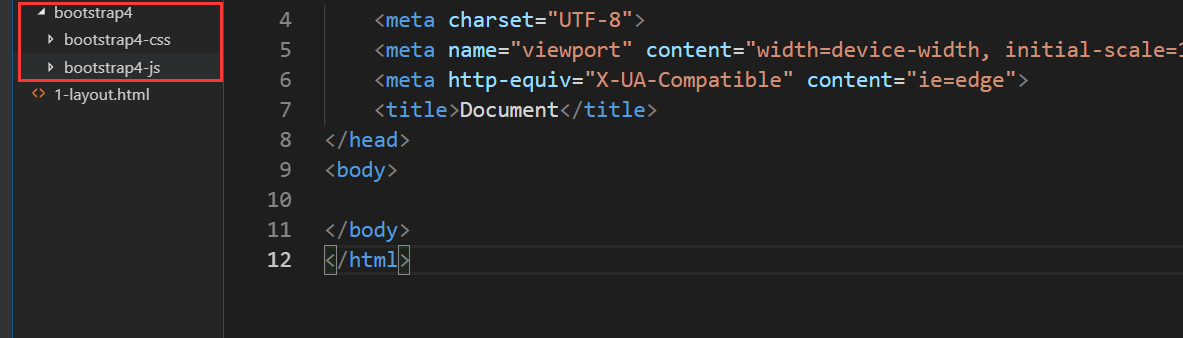 bootstrap4
bootstrap4-css
bootstrap4-js
<> 1-layout.html
4 <meta charset="UTF-8">
5 <meta name="viewport" content="width=device-width, initial-scale=1
6 <meta http-equiv="X-UA-Compatible" content="ie=edge">
7 <title>Document</title>
8 </head>
9 <body>
10
11 </body>
12 </html>